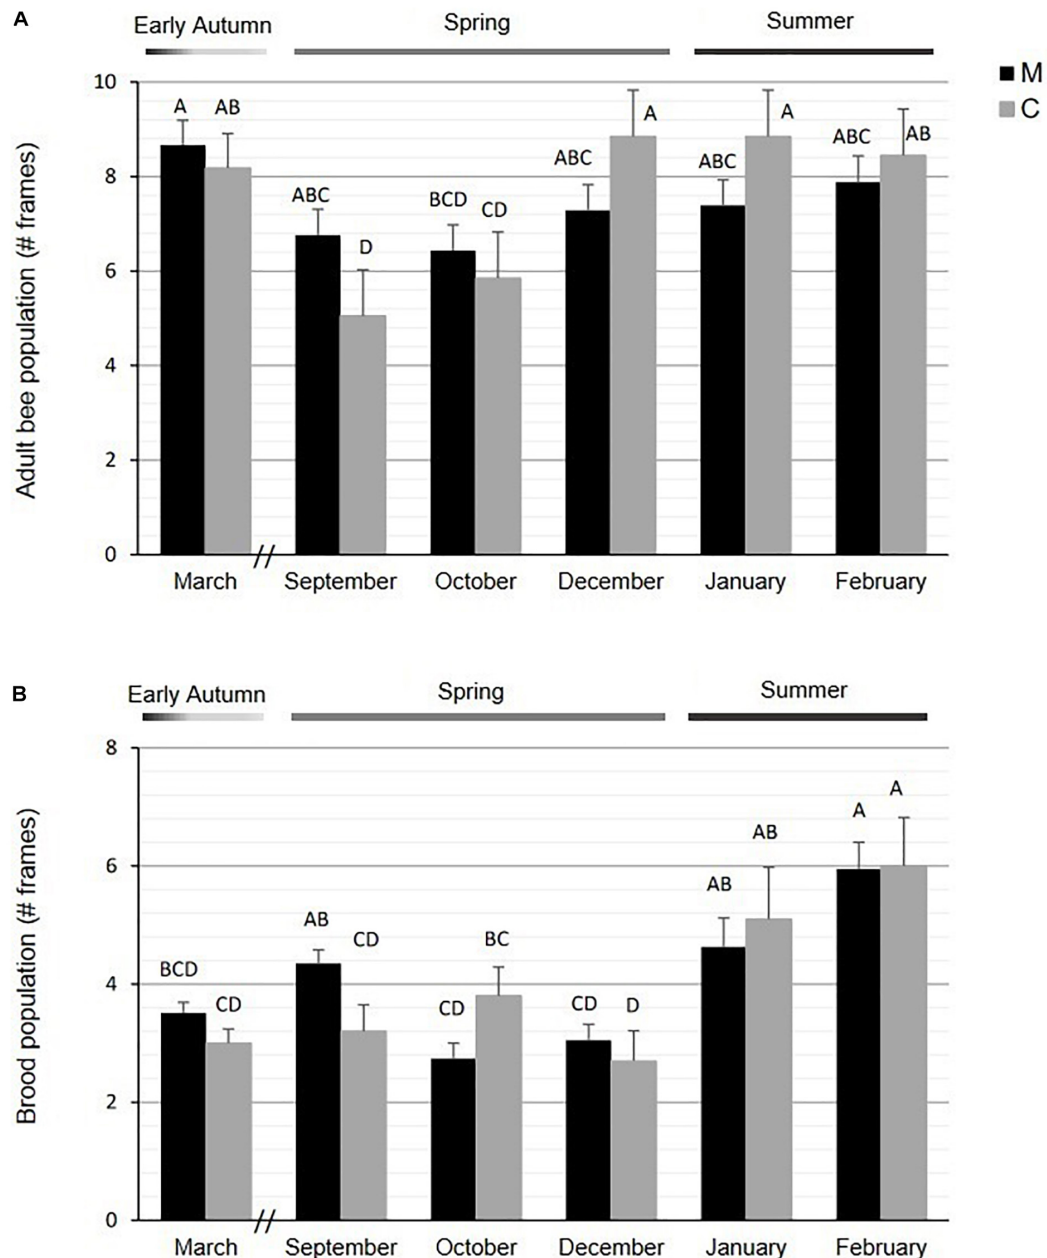 A
Early Autumn Spring Summer
M
C
Adult bee population (# frames)
10
8
6
4
2
0
A AB ABC D BCD CD ABC A ABC A ABC AB
March September October December January February
B
Early Autumn Spring Summer
Brood population (# frames)
8
6
4
2
0
BCD CD AB CD CD BC CD D AB AB A A
March September October December January February